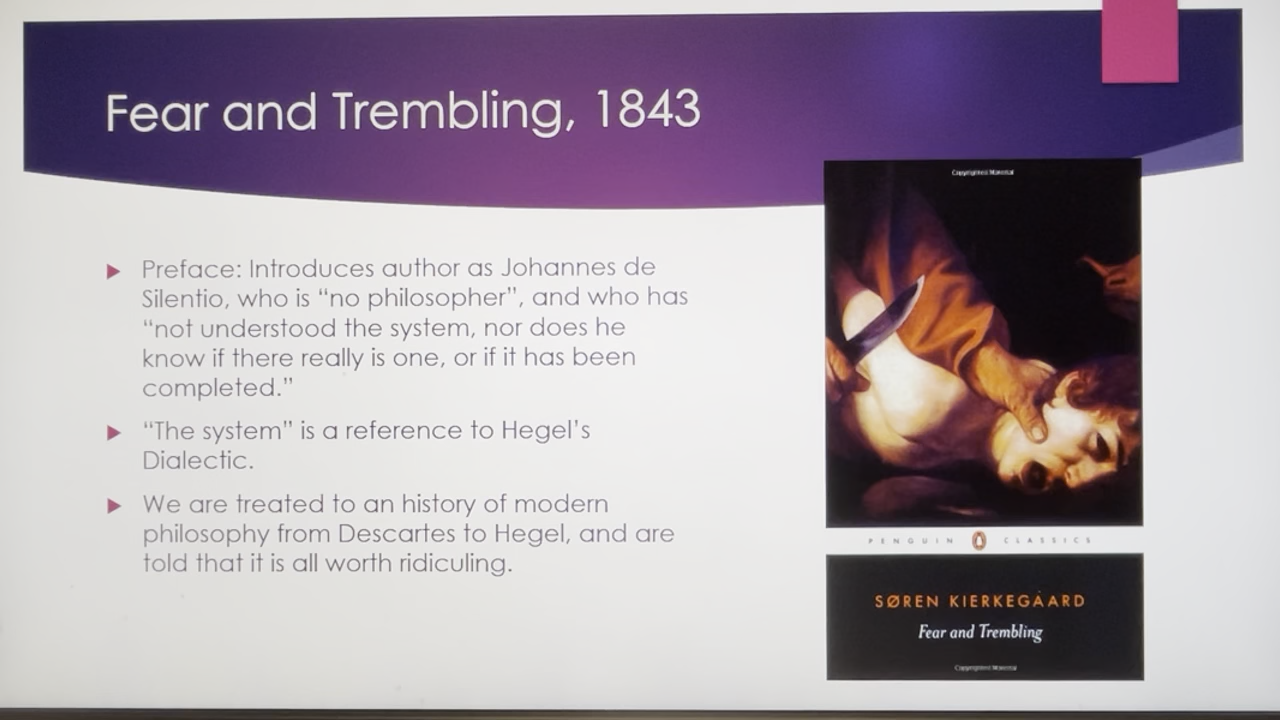 Fear and Trembling, 1843
Preface: Introduces author as Johannes de
Silentio, who is “no philosopher”, and who has
“not understood the system, nor does he
know if there really is one, or if it has been
completed.”
“The system” is a reference to Hegel’s
Dialectic.
We are treated to an history of modern
philosophy from Descartes to Hegel, and are
told that it is all worth ridiculing.
Copyrighted Material
PENGUIN CLASSICS
SØREN KIERKEGAARD
Fear and Trembling
Copyrighted Material